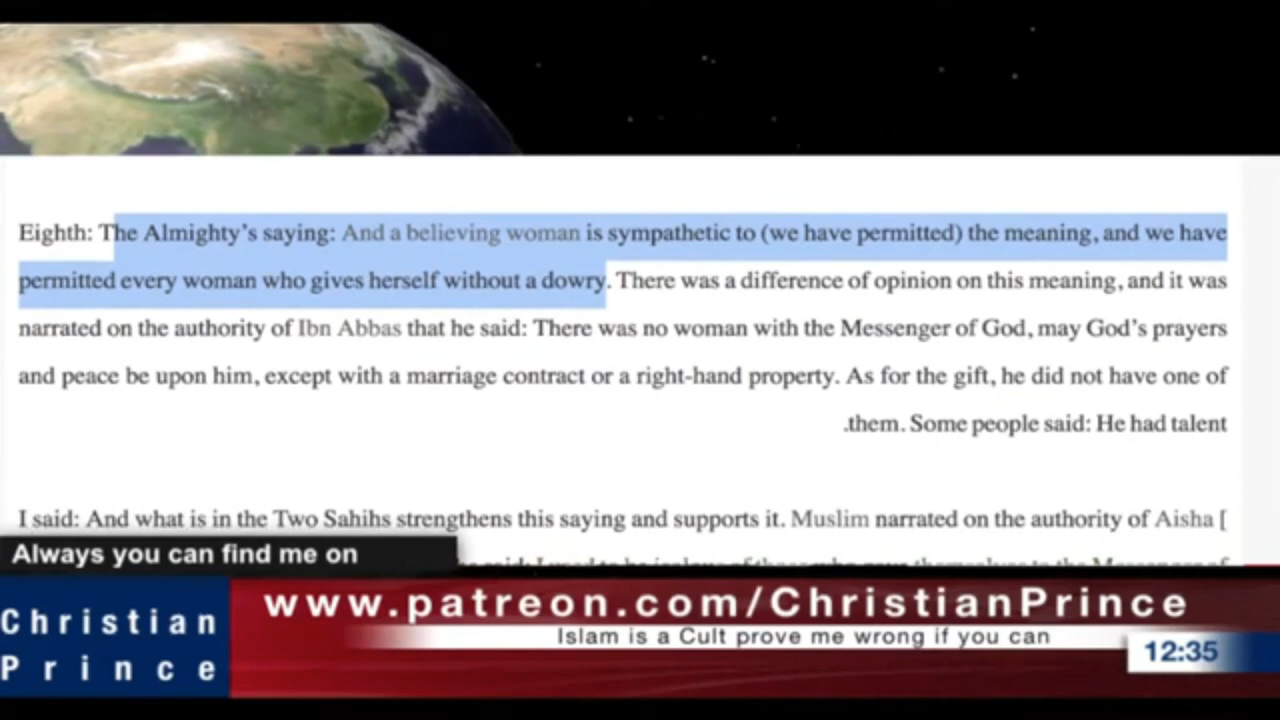 Eighth: The Almighty's saying: And a believing woman is sympathetic to (we have permitted) the meaning, and we have
permitted every woman who gives herself without a dowry. There was a difference of opinion on this meaning, and it was
narrated on the authority of Ibn Abbas that he said: There was no woman with the Messenger of God, may God's prayers
and peace be upon him, except with a marriage contract or a right-hand property. As for the gift, he did not have one of
.them. Some people said: He had talent
I said: And what is in the Two Sahihs strengthens this saying and supports it. Muslim narrated on the authority of Aisha [
Always you can find me on
www.patreon.com/ChristianPrince
Islam is a Cult prove me wrong if you can
Christian
Prince
12:35